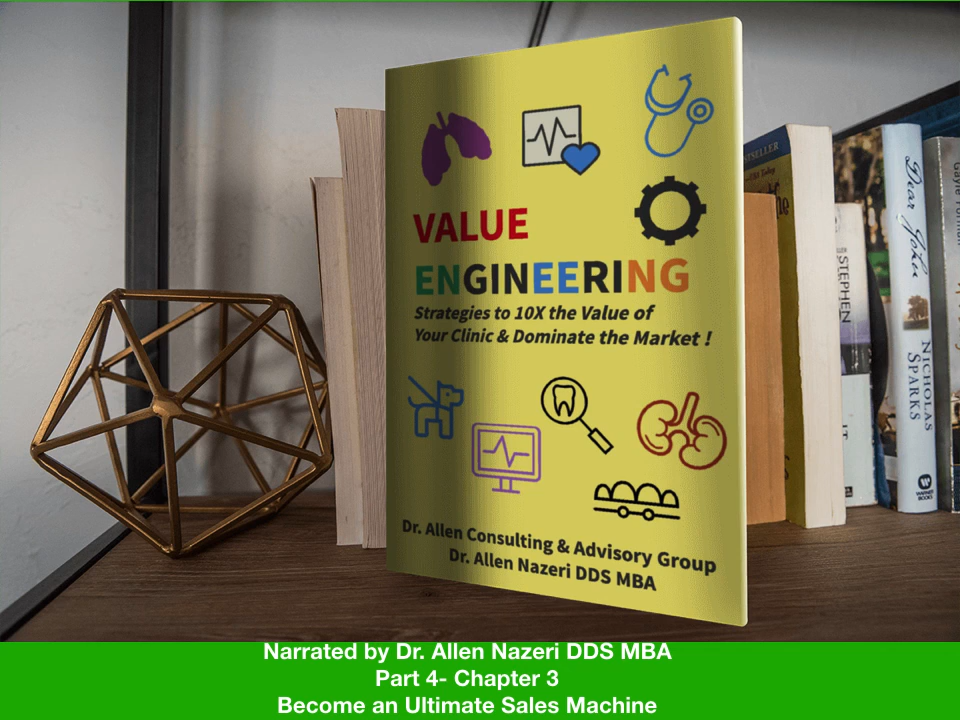 VALUE
ENGINEERING
Strategies to 10X the Value of
Your Clinic & Dominate the Market !
Dr. Allen Consulting & Advisory Group
Dr. Allen Nazeri DDS MBA
STEPHEN
Dear John
NICHOLAS
SPARKS
WARNER
BOOKS
Narrated by Dr. Allen Nazeri DDS MBA
Part 4- Chapter 3
Become an Ultimate Sales Machine